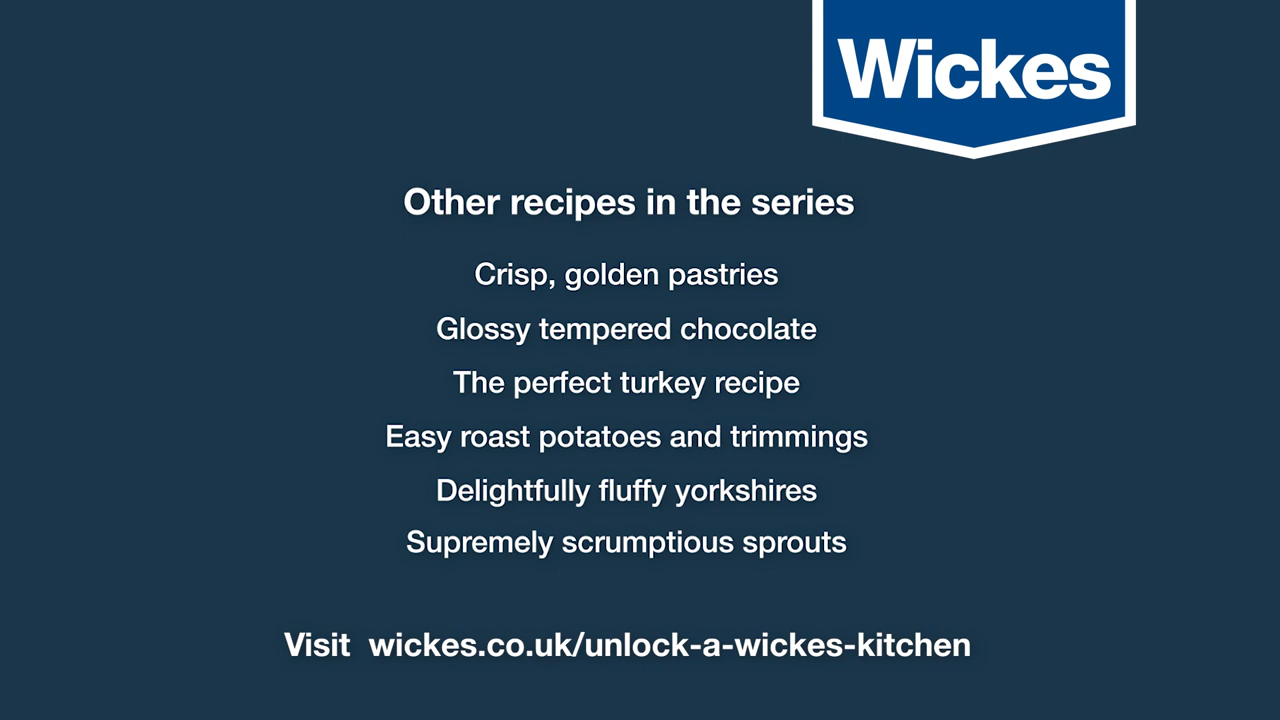 Wickes
Other recipes in the series
Crisp, golden pastries
Glossy tempered chocolate
The perfect turkey recipe
Easy roast potatoes and trimmings
Delightfully fluffy yorkshires
Supremely scrumptious sprouts
Visit wickes.co.uk/unlock-a-wickes-kitchen